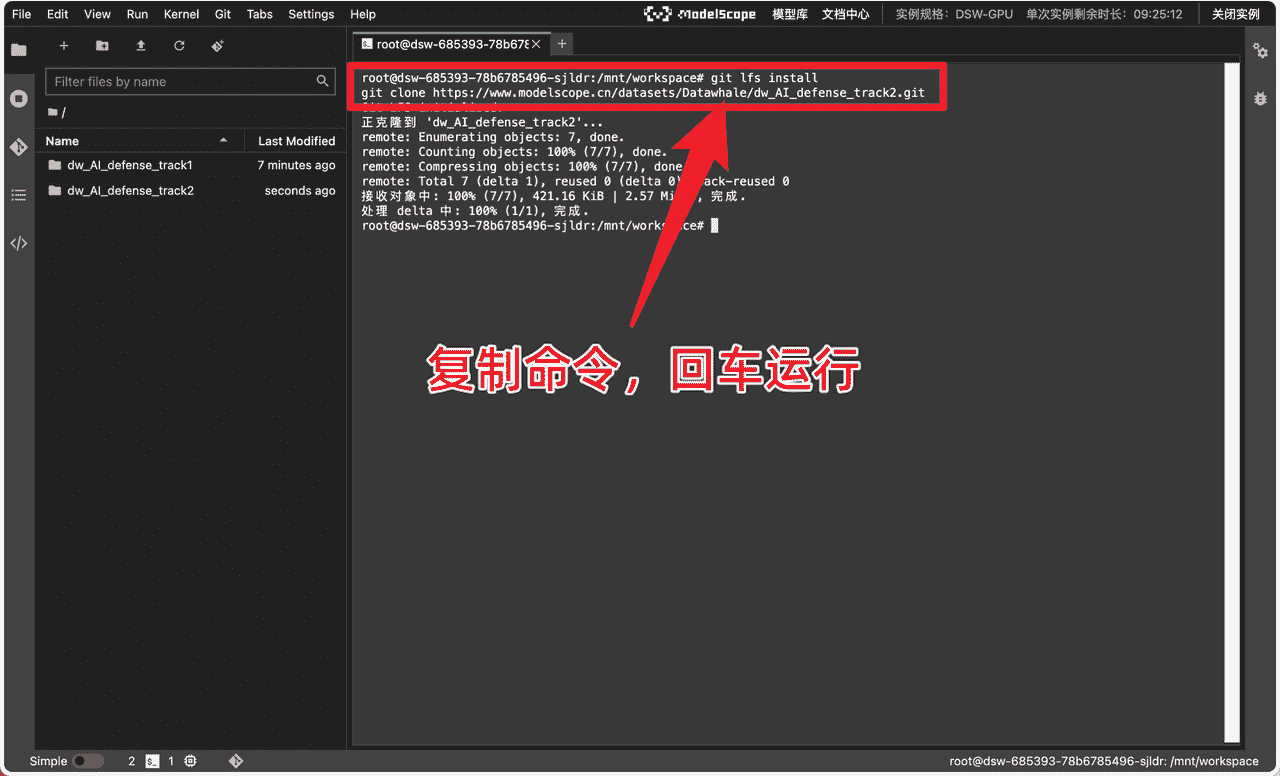 File Edit View Run Kernel Git Tabs Settings Help ModelScope 模型库 文档中心 实例规格：DSW-GPU 单次实例剩余时长：09:25:12 关闭实例
root@dsw-685393-78b678
Filter files by name
/
Name Last Modified
dw_AI_defense_track1 7 minutes ago
dw_AI_defense_track2 seconds ago
root@dsw-685393-78b6785496-sjldr:/mnt/workspace# git lfs install
git clone https://www.modelscope.cn/datasets/Datawhale/dw_AI_defense_track2.git
正克隆到 'dw_AI_defense_track2'...
remote: Enumerating objects: 7, done.
remote: Counting objects: 100% (7/7), done.
remote: Compressing objects: 100% (7/7), done
remote: Total 7 (delta 1), reused 0 (delta 0) ack-reused 0
接收对象中: 100% (7/7), 421.16 KiB | 2.57 Mi , 完成.
处理 delta 中: 100% (1/1), 完成.
root@dsw-685393-78b6785496-sjldr:/mnt/workspace#
复制命令，回车运行
Simple 2 $_ 1 root@dsw-685393-78b6785496-sjldr: /mnt/workspace